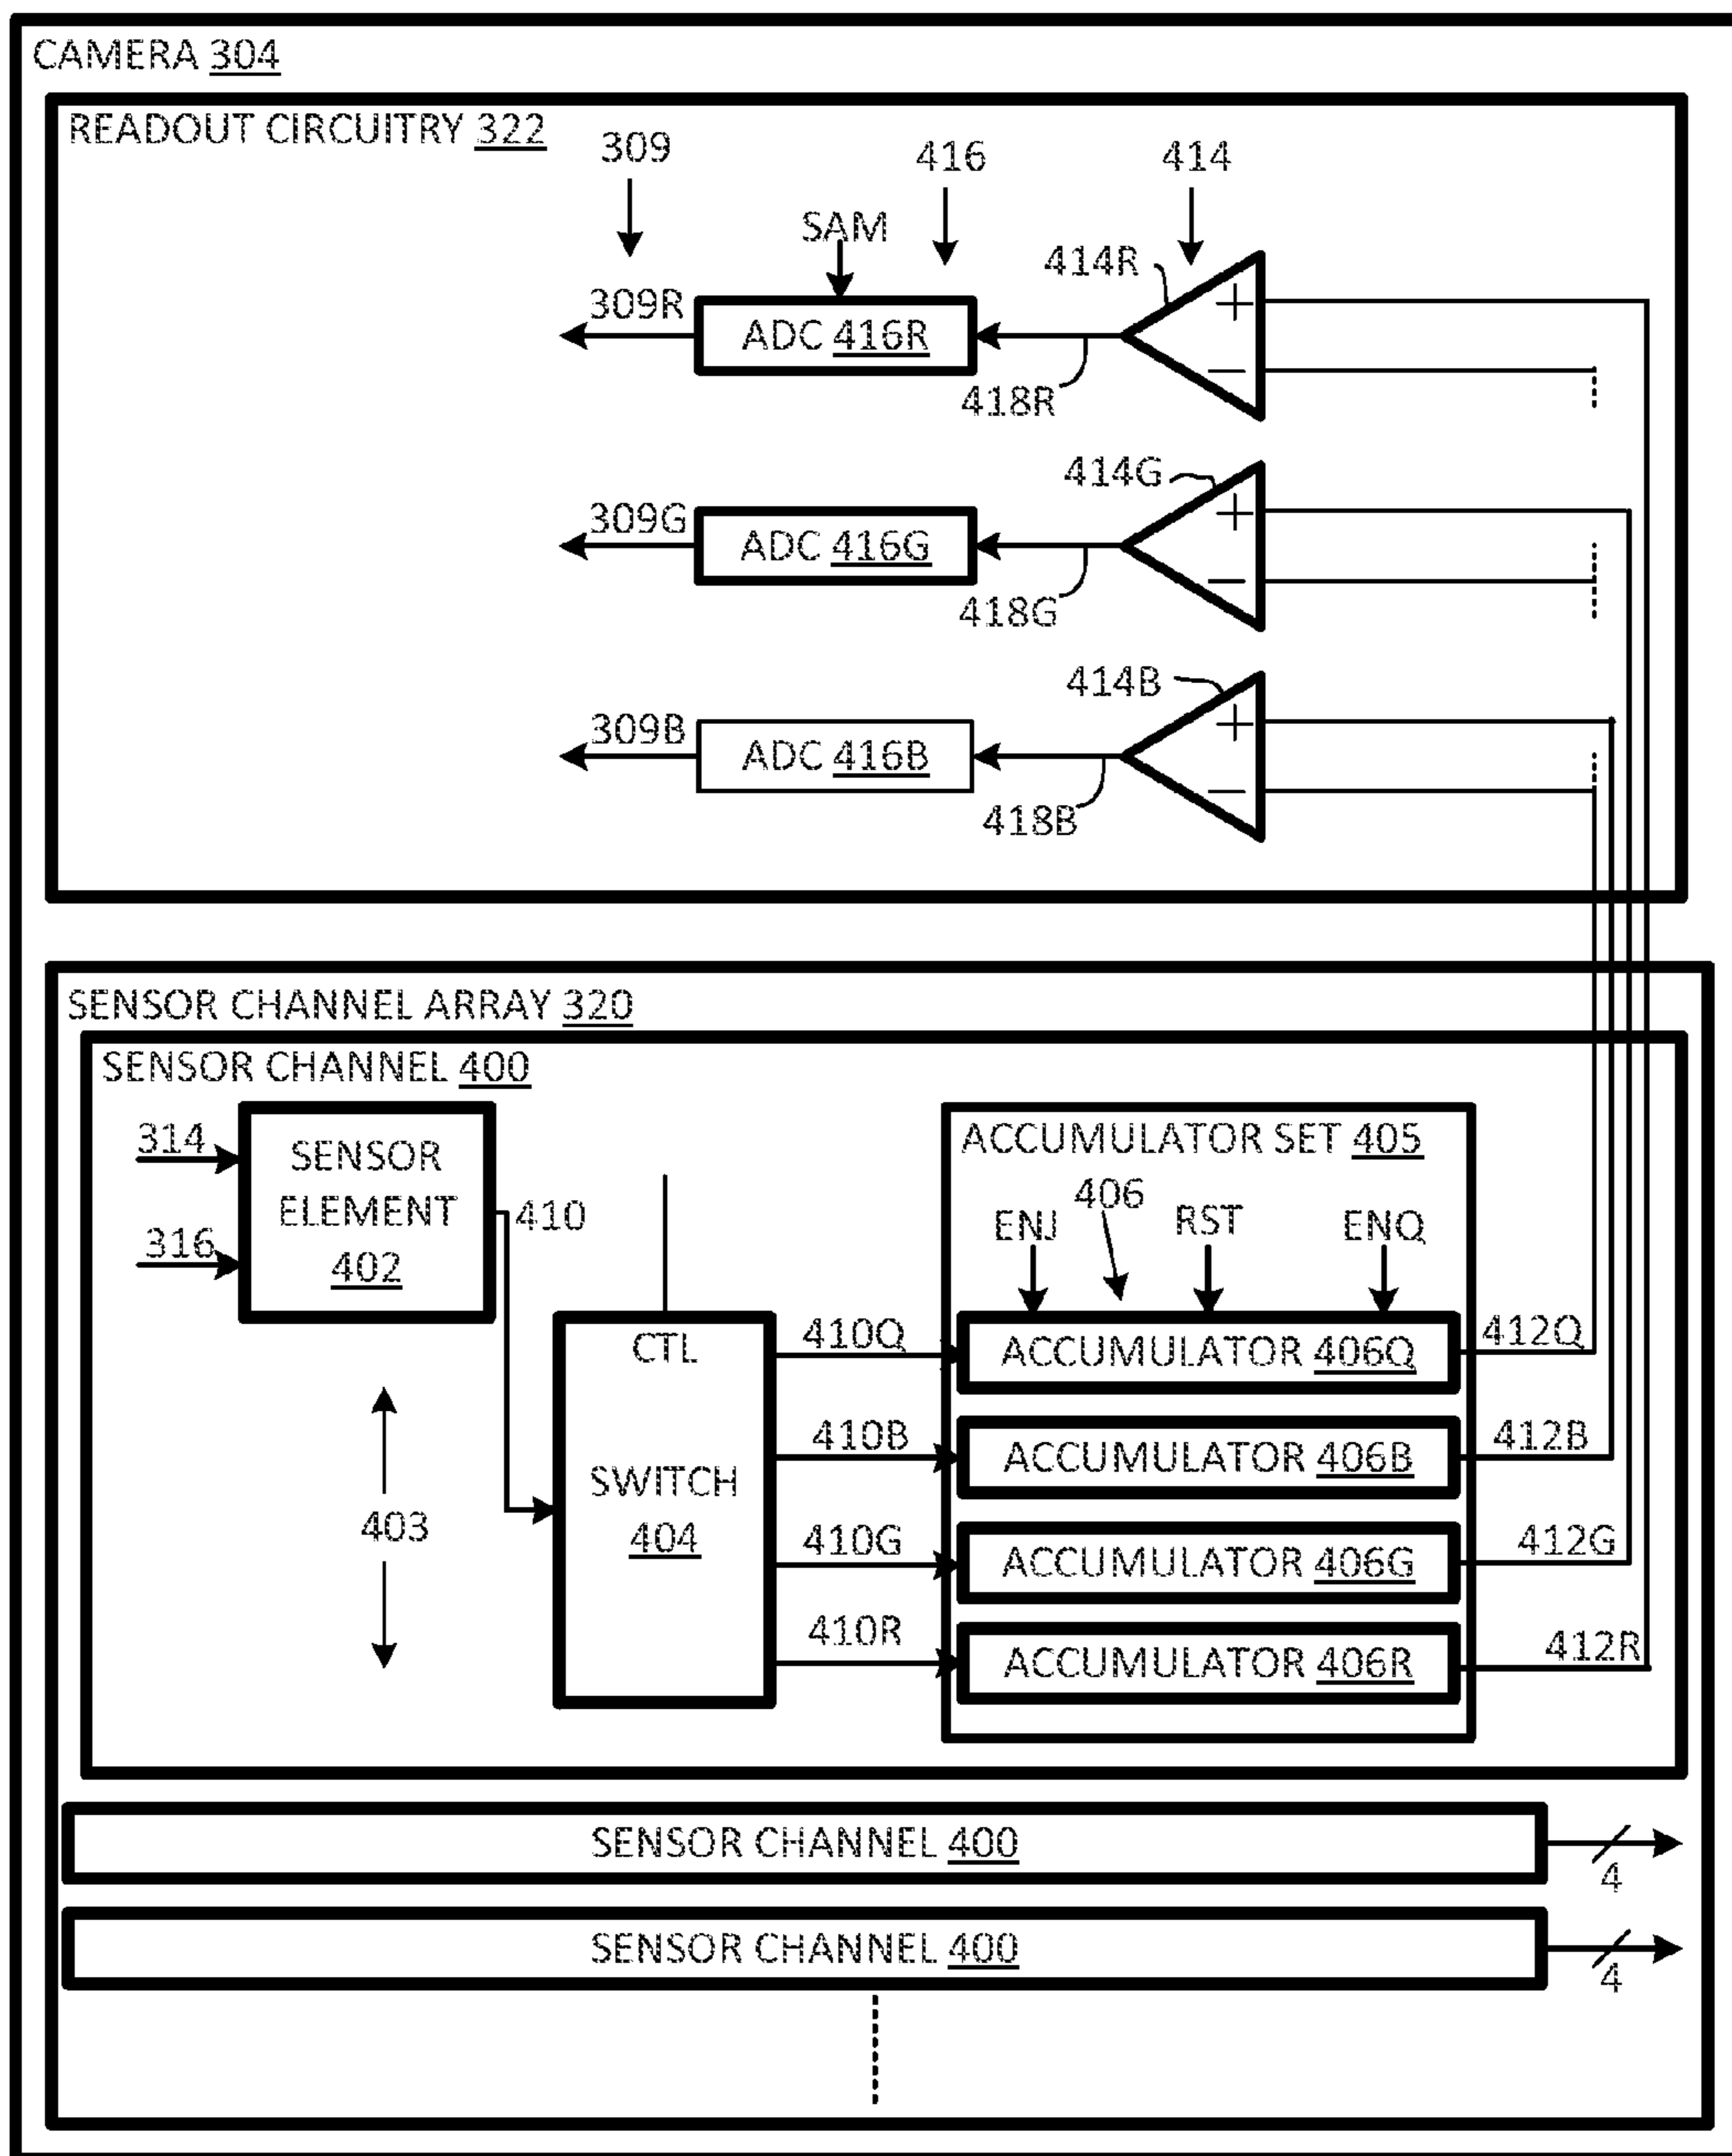 CAMERA 304
READOUT CIRCUITRY 322
309
416
414
SAM
414R
+
309R
ADC 416R
−
418R
414G
+
309G
ADC 416G
−
418G
414B
+
309B
ADC 416B
−
418B
SENSOR CHANNEL ARRAY 320
SENSOR CHANNEL 400
314
SENSOR
ELEMENT
402
316
410
ACCUMULATOR SET 405
406
ENJ
RST
ENQ
CTL
SWITCH
404
403
410Q
ACCUMULATOR 406Q
412Q
410B
ACCUMULATOR 406B
412B
410G
ACCUMULATOR 406G
412G
410R
ACCUMULATOR 406R
412R
SENSOR CHANNEL 400
4
SENSOR CHANNEL 400
4